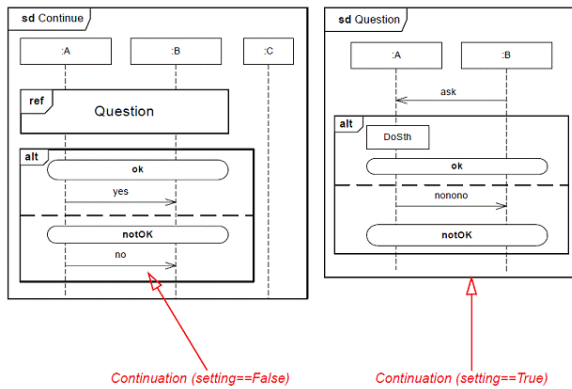 sd Continue
:A
:B
:C
ref
Question
alt
ok
yes
notOK
no
sd Question
:A
:B
ask
alt
DoSth
ok
nonono
notOK
Continuation (setting==False)
Continuation (setting==True)